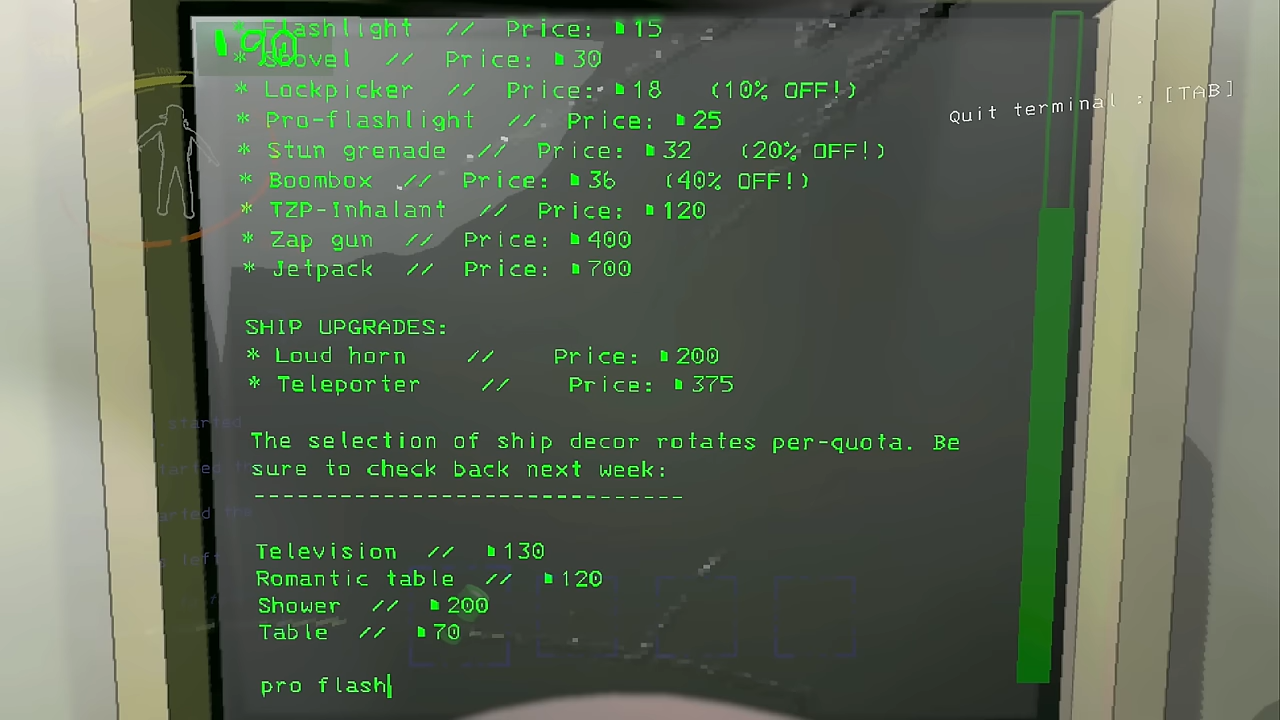 * Flashlight // Price: 15
190
* Shovel // Price: 30
* Lockpicker // Price: 18 (10% OFF!)
Quit terminal : [TAB]
* Pro-flashlight // Price: 25
* Stun grenade // Price: 32 (20% OFF!)
* Boombox // Price: 36 (40% OFF!)
* TZP-Inhalant // Price: 120
* Zap gun // Price: 400
* Jetpack // Price: 700
SHIP UPGRADES:
* Loud horn // Price: 200
* Teleporter // Price: 375
started
The selection of ship decor rotates per-quota. Be
sure to check back next week:
------------------------------
left
Television // 130
Romantic table // 120
Shower // 200
Table // 70
pro flash